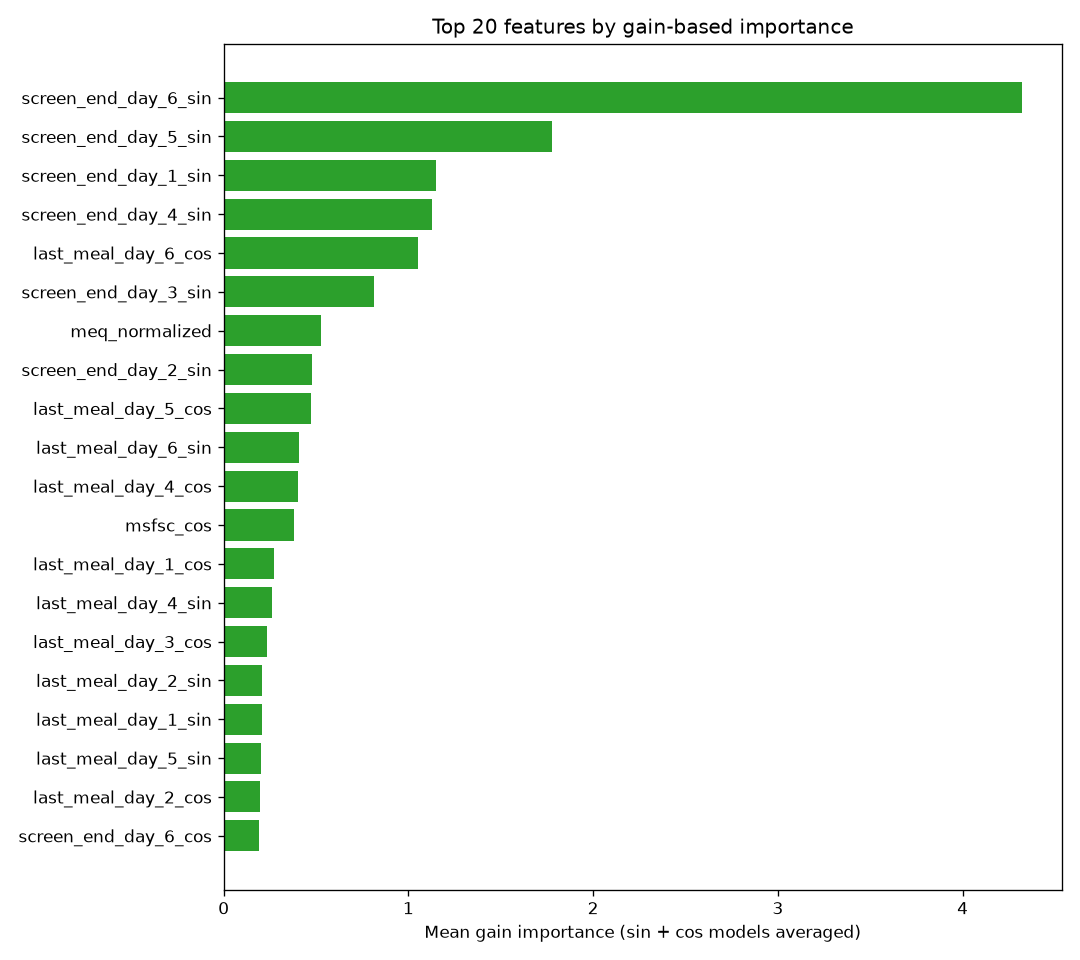 Top 20 features by gain-based importance
screen_end_day_6_sin
screen_end_day_5_sin
screen_end_day_1_sin
screen_end_day_4_sin
last_meal_day_6_cos
screen_end_day_3_sin
meq_normalized
screen_end_day_2_sin
last_meal_day_5_cos
last_meal_day_6_sin
last_meal_day_4_cos
msfsc_cos
last_meal_day_1_cos
last_meal_day_4_sin
last_meal_day_3_cos
last_meal_day_2_sin
last_meal_day_1_sin
last_meal_day_5_sin
last_meal_day_2_cos
screen_end_day_6_cos
0 1 2 3 4
Mean gain importance (sin + cos models averaged)